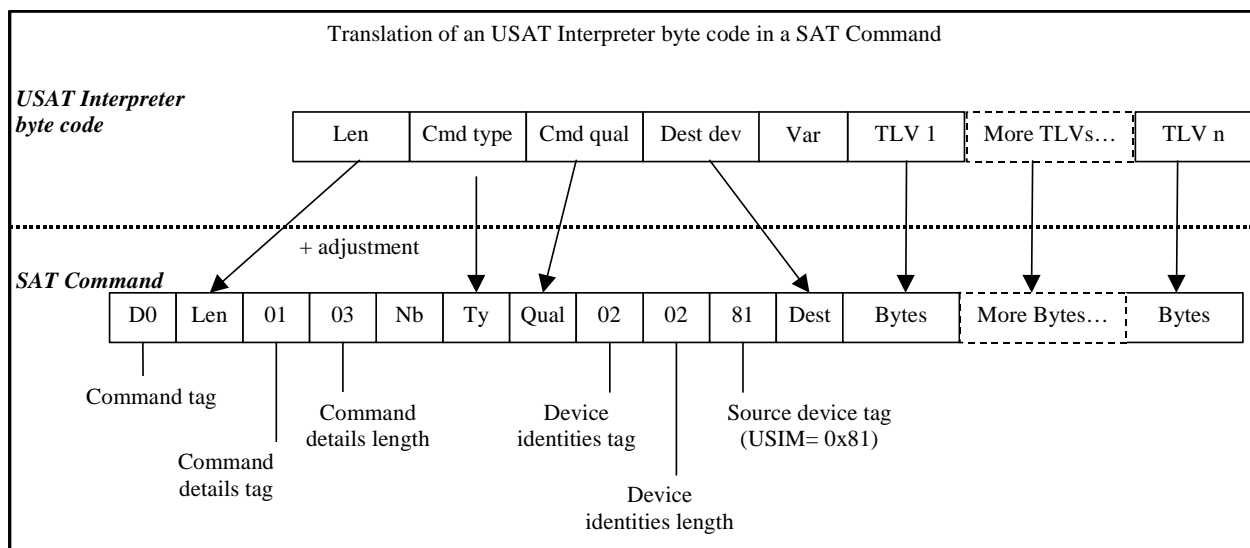 Translation of an USAT Interpreter byte code in a SAT Command
USAT Interpreter
byte code
Len Cmd type Cmd qual Dest dev Var TLV 1 More TLVs… TLV n
+ adjustment
SAT Command
D0 Len 01 03 Nb Ty Qual 02 02 81 Dest Bytes More Bytes… Bytes
Command tag
Command
details length
Device
identities tag
Source device tag
(USIM= 0x81)
Command
details tag
Device
identities length